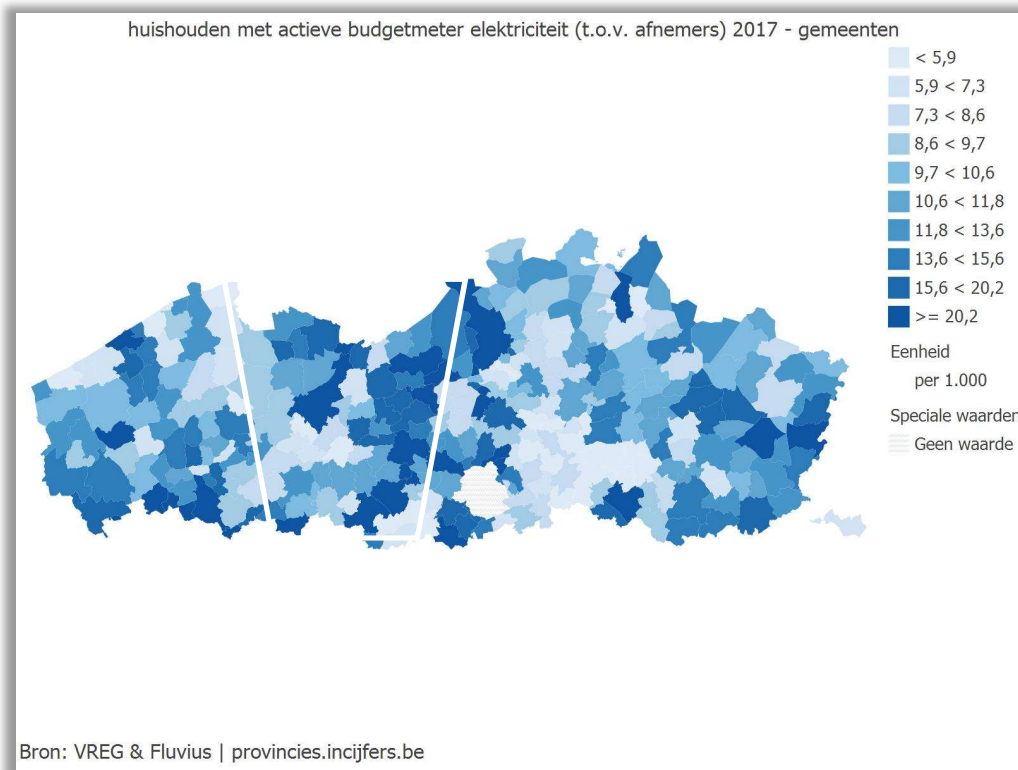 huishouden met actieve budgetmeter elektriciteit (t.o.v. afnemers) 2017 - gemeenten
< 5,9
5,9 < 7,3
7,3 < 8,6
8,6 < 9,7
9,7 < 10,6
10,6 < 11,8
11,8 < 13,6
13,6 < 15,6
15,6 < 20,2
>= 20,2
Eenheid
per 1.000
Speciale waarden
Geen waarde
Bron: VREG & Fluvius | provincies.incijfers.be